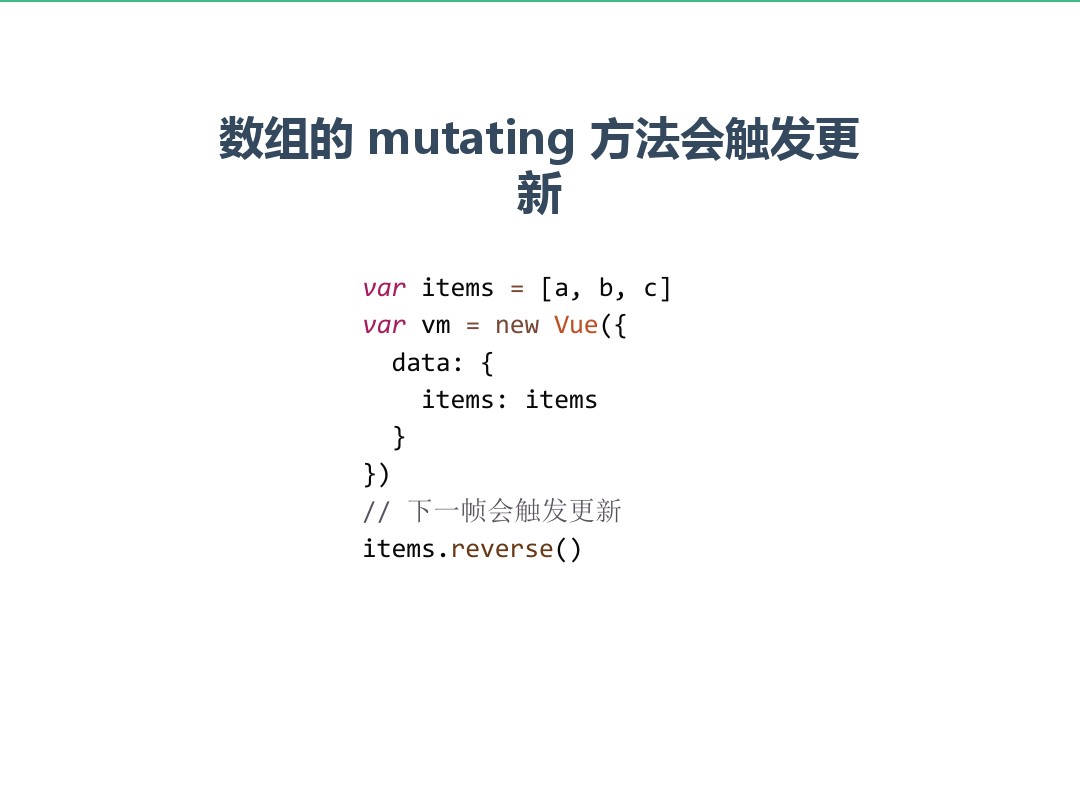 数组的 mutating 方法会触发更
新
var items = [a, b, c]
var vm = new Vue({
  data: {
    items: items
  }
})
// 下一帧会触发更新
items.reverse()